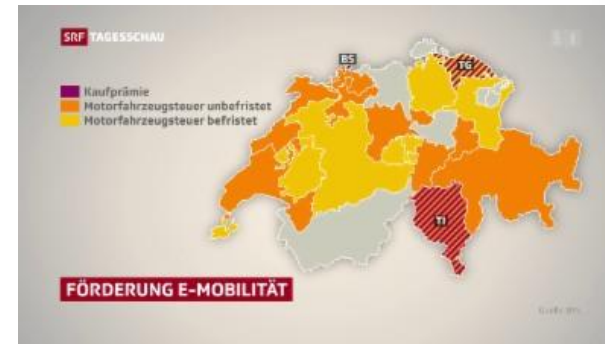 SRF TAGESSCHAU
BS
TG
Kaufprämie
Motorfahrzeugsteuer unbefristet
Motorfahrzeugsteuer befristet
TI
FÖRDERUNG E-MOBILITÄT